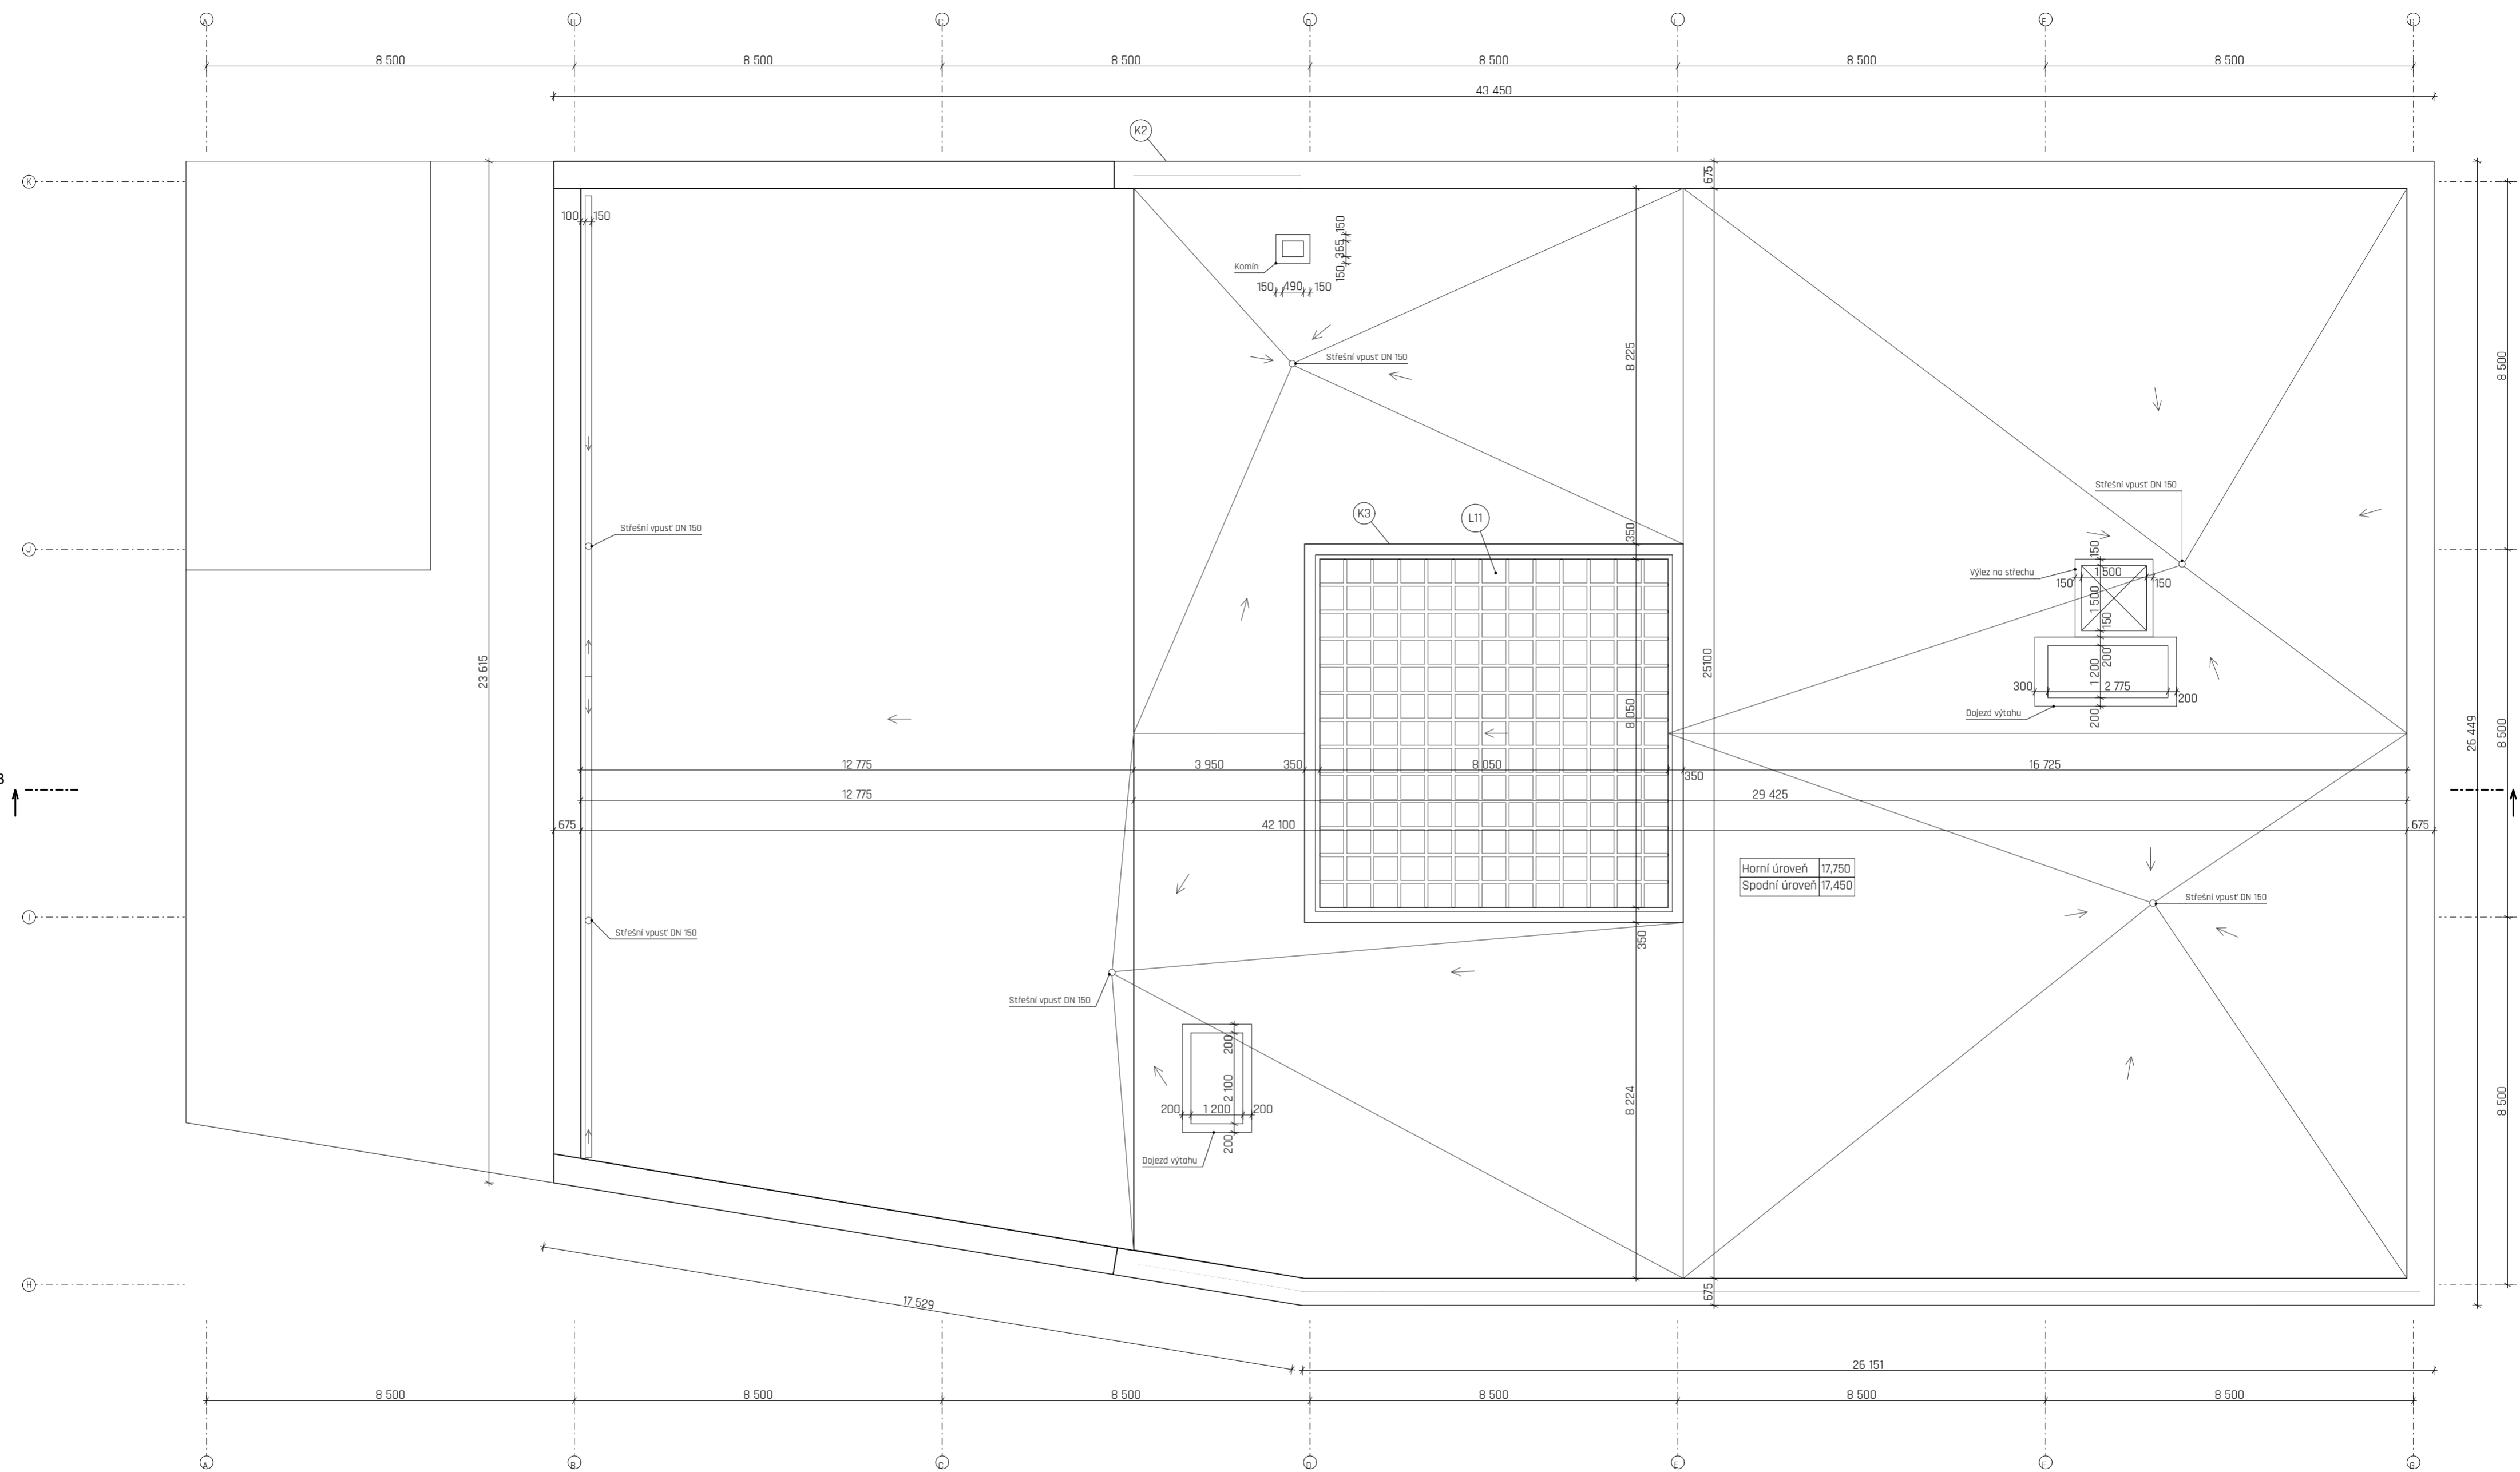 A B C D E F G
8 500 8 500 8 500 8 500 8 500 8 500
43 450
K2
K
675
100 150
150
365
150
Komín
150 490 150
8 225
Střešní vpusť DN 150
8 500
Střešní vpusť DN 150
K3 L11
Střešní vpusť DN 150
350
J
150
Výlez na střechu
1 500
150 150
1 500
150
23 615
25100
200
1 200
300 2 775
200
Dojezd výtahu
200
8 050
26 449
8 500
12 775 3 950 350 8 050 350 16 725
B
12 775 29 425
675 42 100 675
Horní úroveň 17,750
Spodní úroveň 17,450
Střešní vpusť DN 150
I
Střešní vpusť DN 150
350
Střešní vpusť DN 150
200
2 100
8 224
8 500
200 1 200 200
200
Dojezd výtahu
H
675
17 529
26 151
8 500 8 500 8 500 8 500 8 500 8 500
A B C D E F G